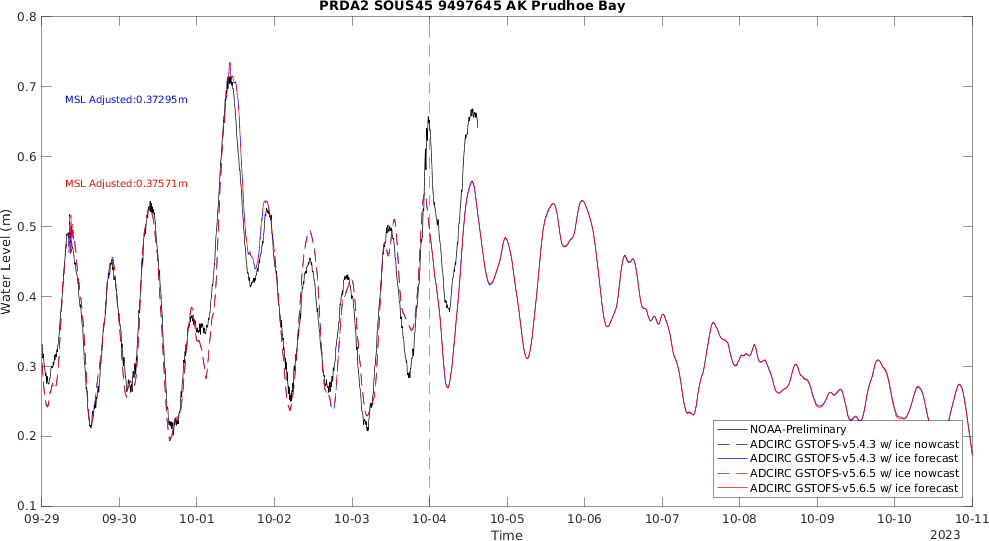 PRDA2 SOUS45 9497645 AK Prudhoe Bay
0.8
0.7
0.6
0.5
0.4
0.3
0.2
0.1
Water Level (m)
MSL Adjusted:0.37295m
MSL Adjusted:0.37571m
NOAA-Preliminary
ADCIRC GSTOFS-v5.4.3 w/ ice nowcast
ADCIRC GSTOFS-v5.4.3 w/ ice forecast
ADCIRC GSTOFS-v5.6.5 w/ ice nowcast
ADCIRC GSTOFS-v5.6.5 w/ ice forecast
09-29 09-30 10-01 10-02 10-03 10-04 10-05 10-06 10-07 10-08 10-09 10-10 10-11
Time
2023